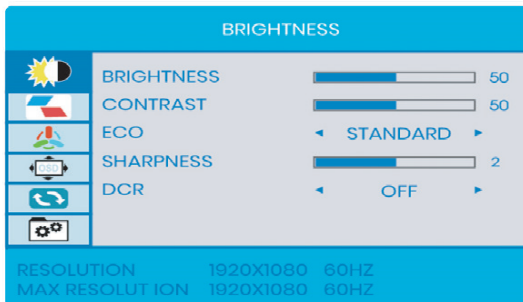 BRIGHTNESS
BRIGHTNESS 50
CONTRAST 50
ECO STANDARD
SHARPNESS 2
DCR OFF
OSD
RESOLUTION 1920X1080 60HZ
MAX RESOLUT ION 1920X1080 60HZ